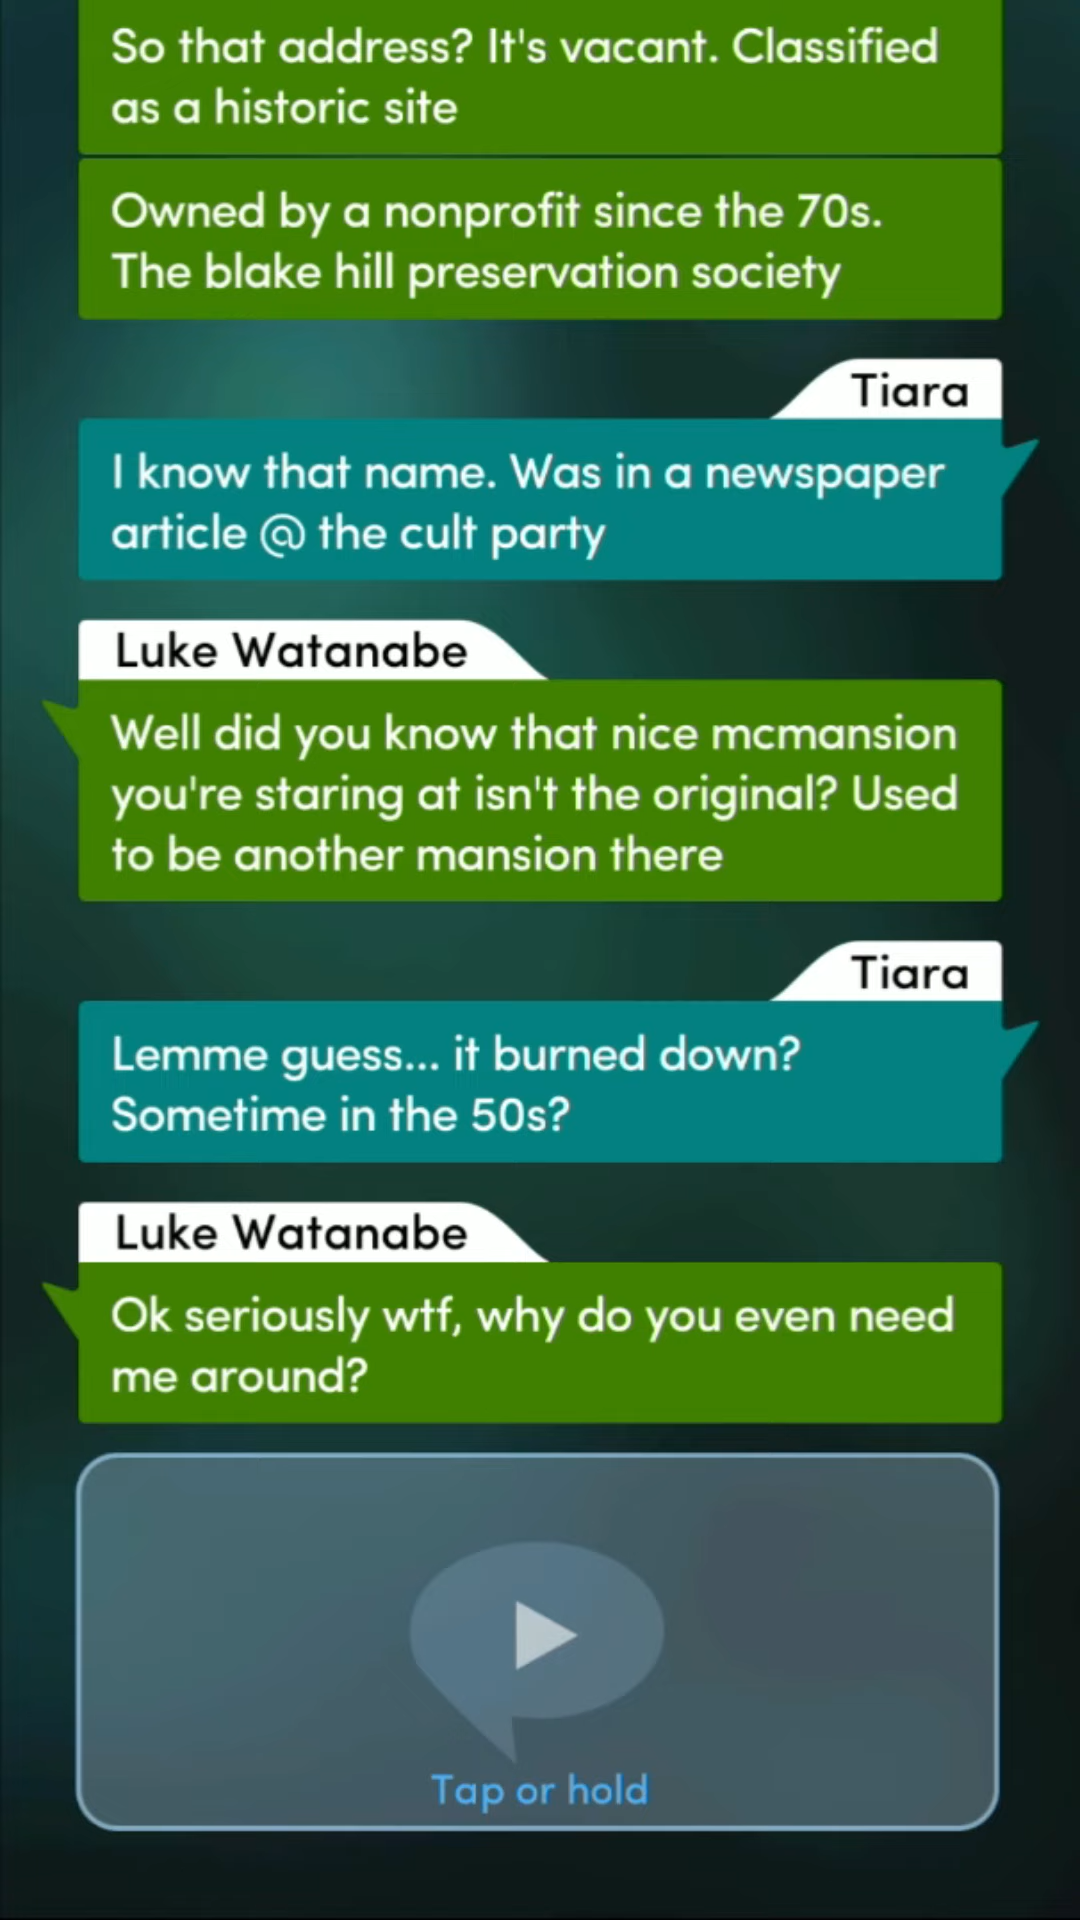 So that address? It's vacant. Classified
as a historic site
Owned by a nonprofit since the 70s.
The blake hill preservation society
Tiara
I know that name. Was in a newspaper
article @ the cult party
Luke Watanabe
Well did you know that nice mcmansion
you're staring at isn't the original? Used
to be another mansion there
Tiara
Lemme guess... it burned down?
Sometime in the 50s?
Luke Watanabe
Ok seriously wtf, why do you even need
me around?
Tap or hold